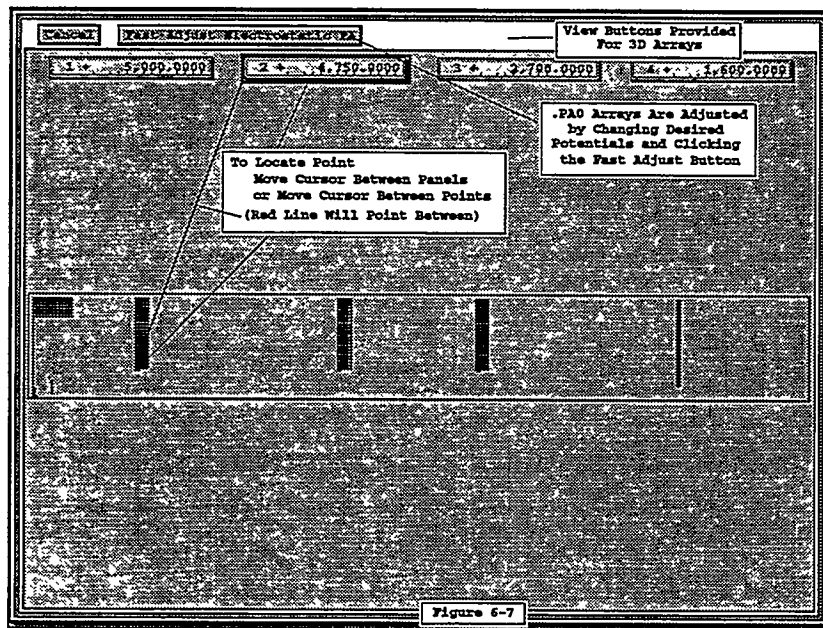 Cancel
Fast Adjust Electrostatic PA
View Buttons Provided
For 3D Arrays
1 + 5,000.0000
2 + 4,750.0000
3 + 2,700.0000
4 + 1,600.0000
.PA0 Arrays Are Adjusted
by Changing Desired
Potentials and Clicking
the Fast Adjust Button
To Locate Point
Move Cursor Between Panels
or Move Cursor Between Points
(Red Line Will Point Between)
Figure 6-7